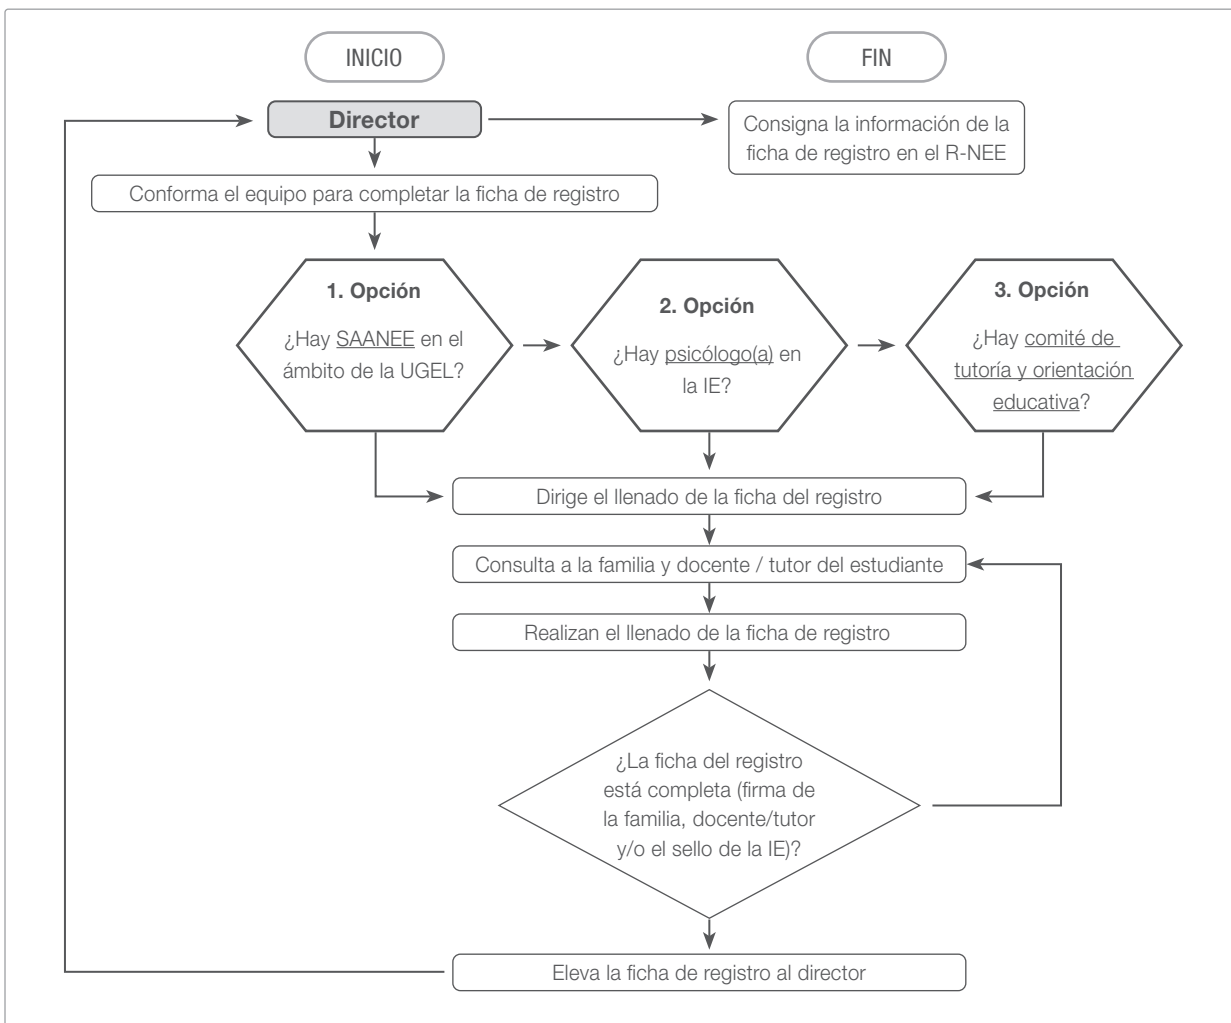 INICIO
FIN
Director
Consigna la información de la
ficha de registro en el R-NEE
Conforma el equipo para completar la ficha de registro
1. Opción
¿Hay SAANEE en el
ámbito de la UGEL?
2. Opción
¿Hay psicólogo(a) en
la IE?
3. Opción
¿Hay comité de
tutoría y orientación
educativa?
Dirige el llenado de la ficha del registro
Consulta a la familia y docente / tutor del estudiante
Realizan el llenado de la ficha de registro
¿La ficha del registro
está completa (firma de
la familia, docente/tutor
y/o el sello de la IE)?
Eleva la ficha de registro al director